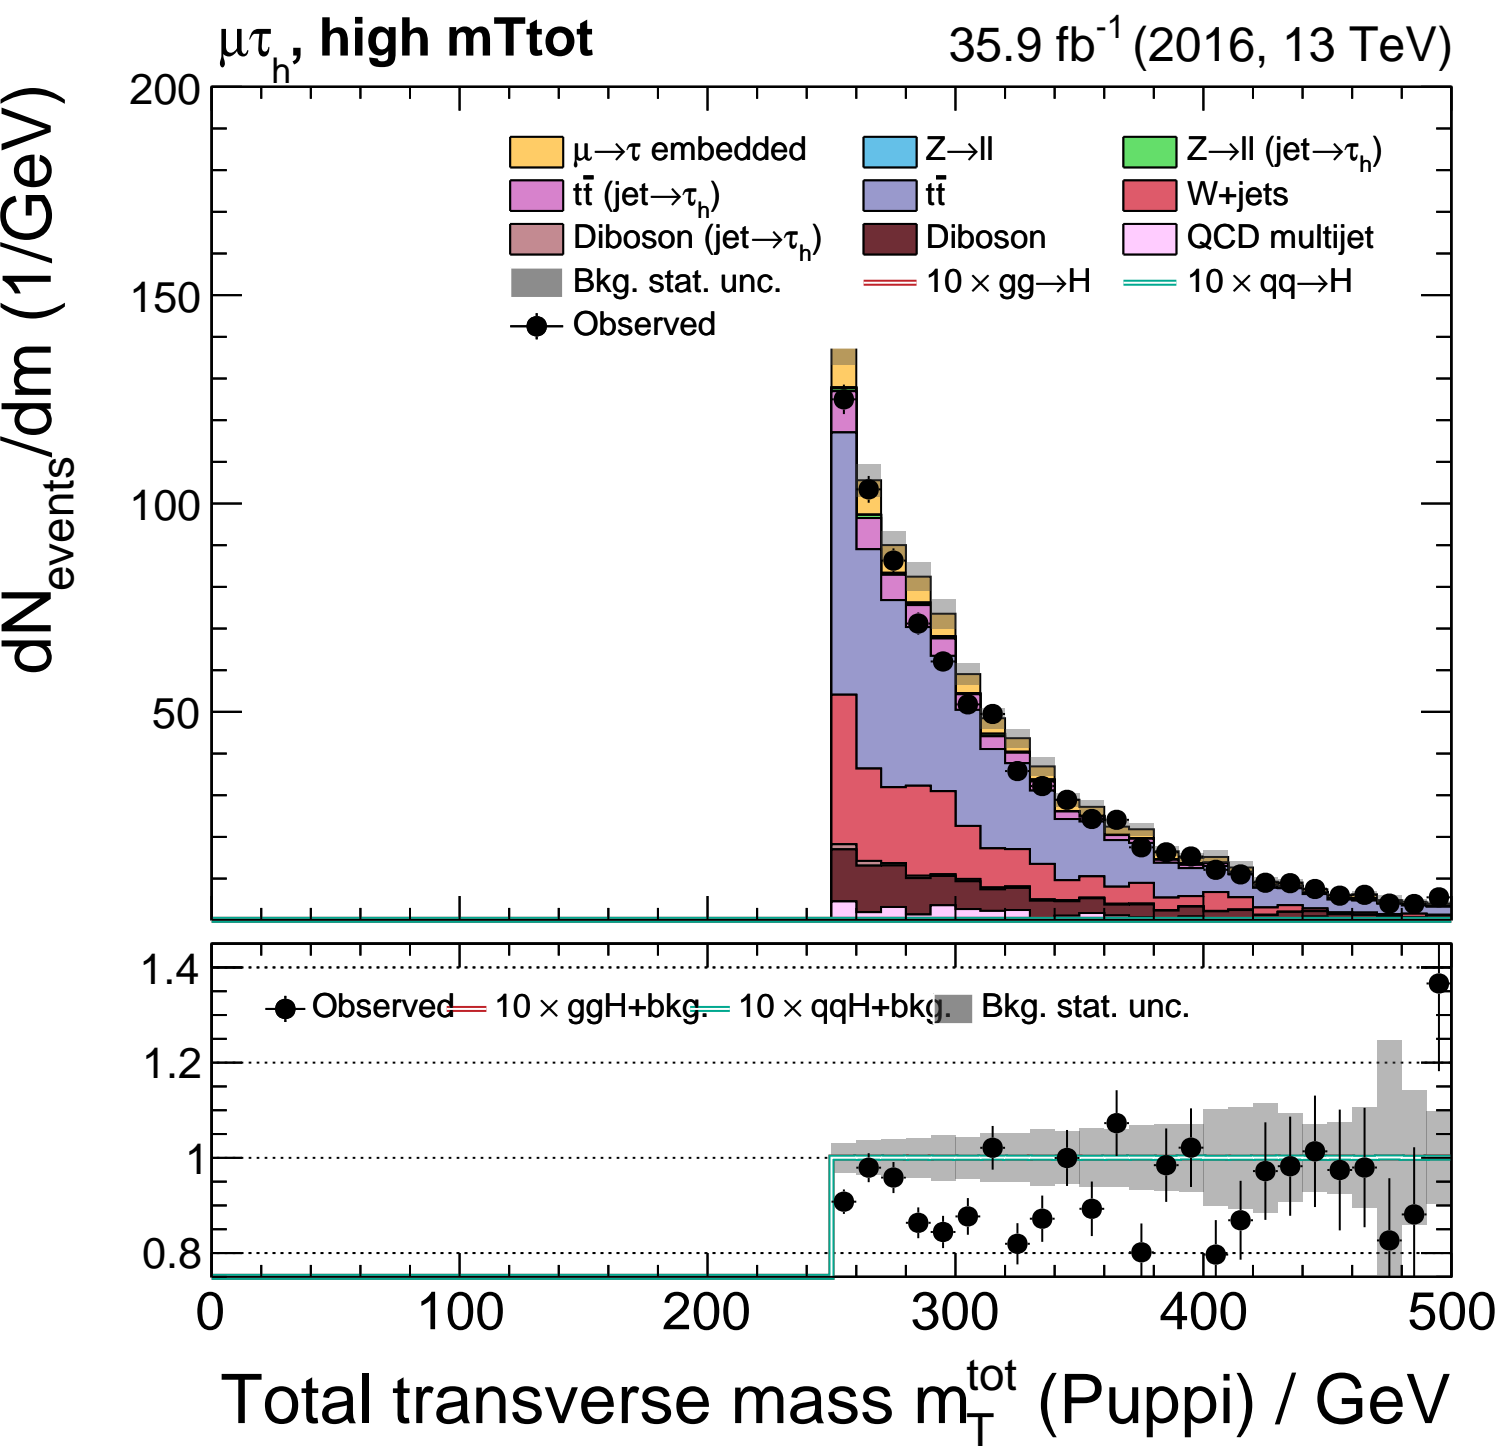 μτh, high mTtot 35.9 fb-1 (2016, 13 TeV)
dNevents/dm (1/GeV)
200
150
100
50
μ→τ embedded Z→ll Z→ll (jet→τh)
tt̄ (jet→τh) tt̄ W+jets
Diboson (jet→τh) Diboson QCD multijet
Bkg. stat. unc. 10 × gg→H 10 × qq→H
Observed
1.4
1.2
1
0.8
Observed 10 × ggH+bkg. 10 × qqH+bkg. Bkg. stat. unc.
0 100 200 300 400 500
Total transverse mass mTtot (Puppi) / GeV